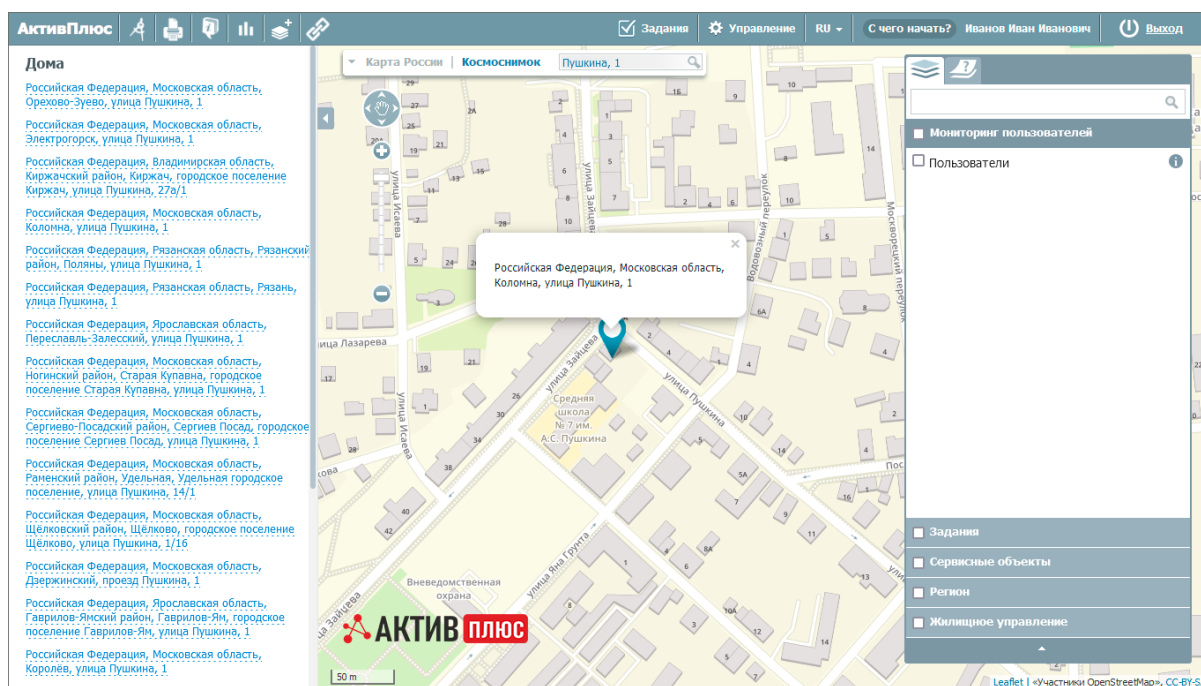 АктивПлюс
Задания
Управление
RU
С чего начать?
Иванов Иван Иванович
Выход
Дома
Российская Федерация, Московская область,
Орехово-Зуево, улица Пушкина, 1
Российская Федерация, Московская область,
Электрогорск, улица Пушкина, 1
Российская Федерация, Владимирская область,
Киржачский район, Киржач, городское поселение
Киржач, улица Пушкина, 27а/1
Российская Федерация, Московская область,
Коломна, улица Пушкина, 1
Российская Федерация, Рязанская область, Рязанский
район, Поляны, улица Пушкина, 1
Российская Федерация, Рязанская область, Рязань,
улица Пушкина, 1
Российская Федерация, Ярославская область,
Переславль-Залесский, улица Пушкина, 1
Российская Федерация, Московская область,
Ногинский район, Старая Купавна, городское
поселение Старая Купавна, улица Пушкина, 1
Российская Федерация, Московская область,
Сергиево-Посадский район, Сергиев Посад, городское
поселение Сергиев Посад, улица Пушкина, 1
Российская Федерация, Московская область,
Раменский район, Удельная, Удельная городское
поселение, улица Пушкина, 14/1
Российская Федерация, Московская область,
Щёлковский район, Щёлково, городское поселение
Щёлково, улица Пушкина, 1/16
Российская Федерация, Московская область,
Дзержинский, проезд Пушкина, 1
Российская Федерация, Ярославская область,
Гаврилов-Ямский район, Гаврилов-Ям, городское
поселение Гаврилов-Ям, улица Пушкина, 1
Российская Федерация, Московская область,
Королёв, улица Пушкина, 1
Карта России | Космоснимок
Пушкина, 1
Российская Федерация, Московская область,
Коломна, улица Пушкина, 1
улица Исаева
улица Зайцева
Водовозный переулок
Москворецкий переулок
улица Зайцева
улица Пушкина
улица Исаева
Средняя
школа
№ 7 им.
А.С. Пушкина
улица Яна Грунта
Вневедомственная
охрана
АКТИВ ПЛЮС
50 m
Мониторинг пользователей
Пользователи
Задания
Сервисные объекты
Регион
Жилищное управление
Leaflet | «Участники OpenStreetMap», CC-BY-S